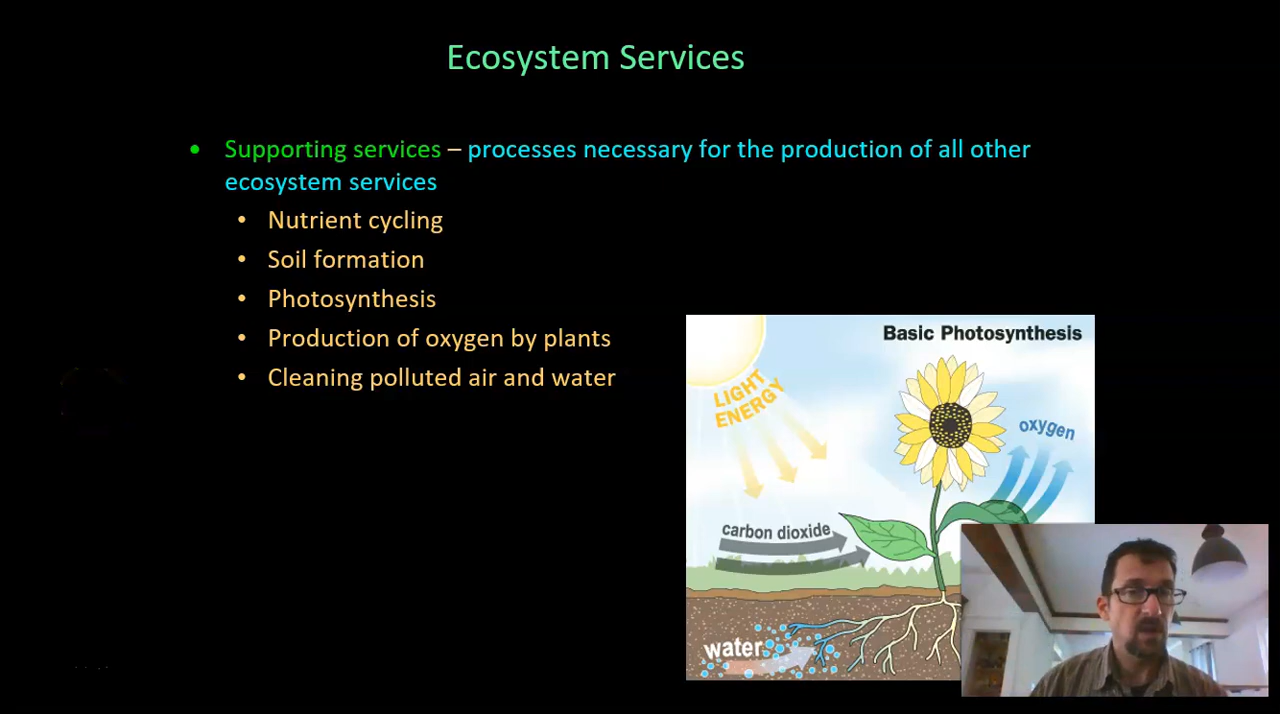 Ecosystem Services
• Supporting services – processes necessary for the production of all other
ecosystem services
• Nutrient cycling
• Soil formation
• Photosynthesis
• Production of oxygen by plants
• Cleaning polluted air and water
Basic Photosynthesis
LIGHT
ENERGY
oxygen
carbon dioxide
water